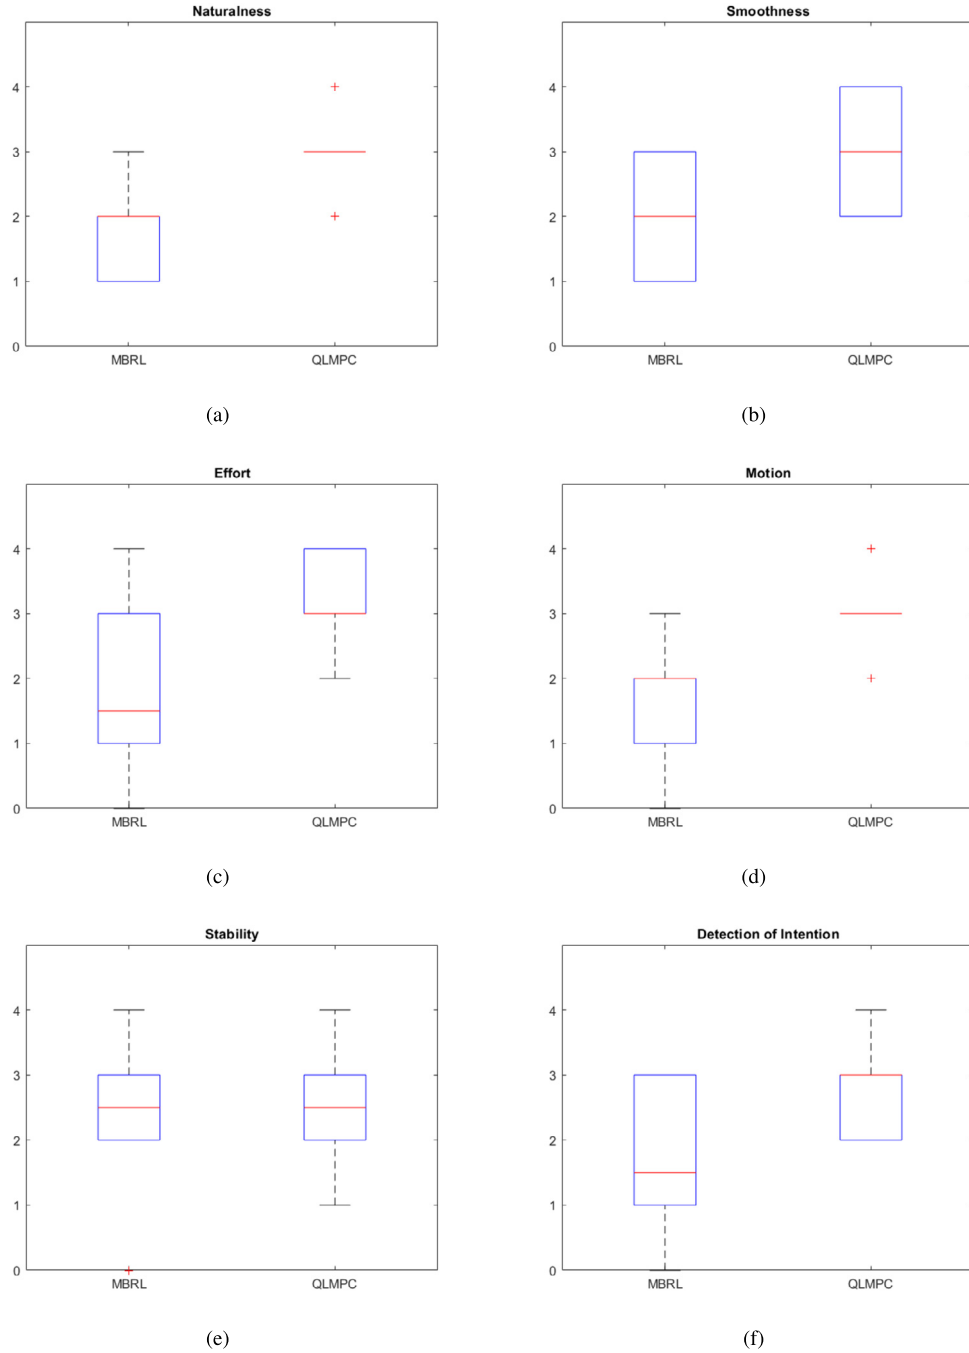 Naturalness
4
3
2
1
0
MBRL QLMPC
(a)
Smoothness
4
3
2
1
0
MBRL QLMPC
(b)
Effort
4
3
2
1
0
MBRL QLMPC
(c)
Motion
4
3
2
1
0
MBRL QLMPC
(d)
Stability
4
3
2
1
0
MBRL QLMPC
(e)
Detection of Intention
4
3
2
1
0
MBRL QLMPC
(f)